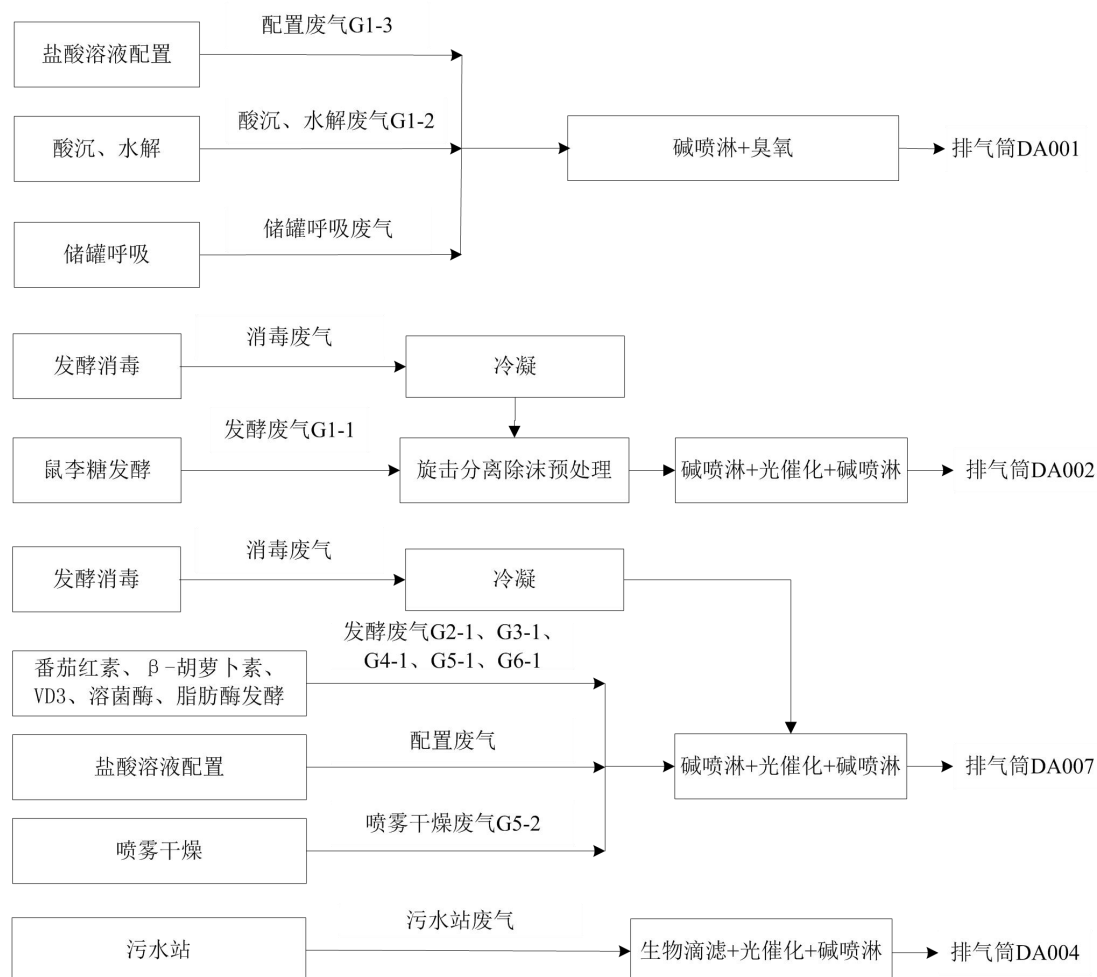 配置废气G1-3
盐酸溶液配置
酸沉、水解废气G1-2
酸沉、水解
碱喷淋+臭氧
排气筒DA001
储罐呼吸废气
储罐呼吸
消毒废气
发酵消毒
冷凝
发酵废气G1-1
鼠李糖发酵
旋击分离除沫预处理
碱喷淋+光催化+碱喷淋
排气筒DA002
消毒废气
发酵消毒
冷凝
发酵废气G2-1、G3-1、
G4-1、G5-1、G6-1
番茄红素、β-胡萝卜素、
VD3、溶菌酶、脂肪酶发酵
配置废气
盐酸溶液配置
碱喷淋+光催化+碱喷淋
排气筒DA007
喷雾干燥废气G5-2
喷雾干燥
污水站废气
污水站
生物滴滤+光催化+碱喷淋
排气筒DA004